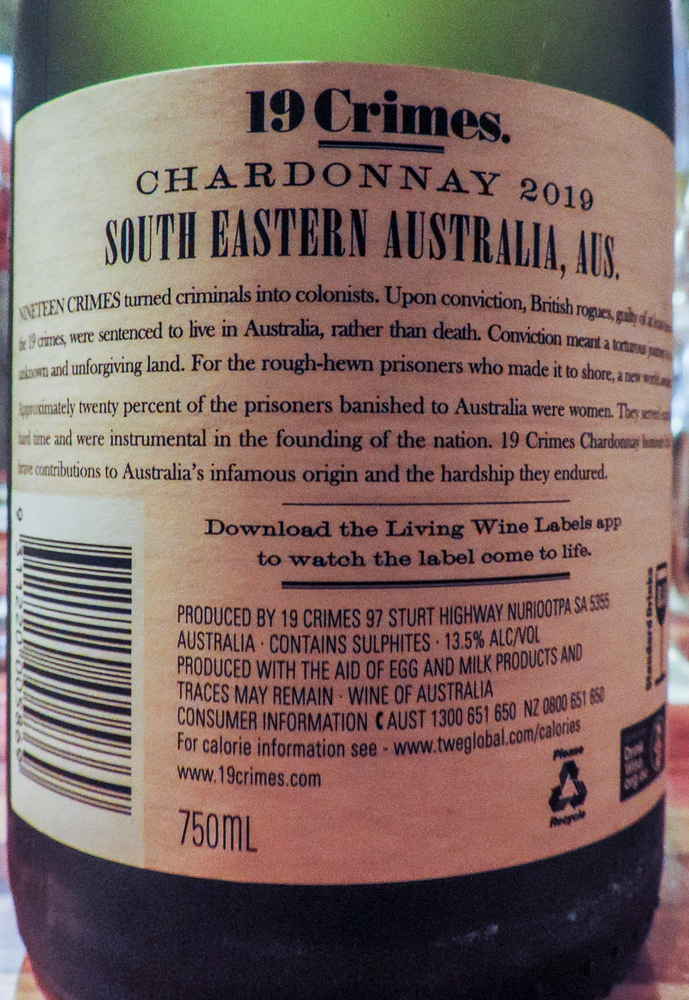 19 Crimes.
CHARDONNAY 2019
SOUTH EASTERN AUSTRALIA, AUS.
NINETEEN CRIMES turned criminals into colonists. Upon conviction, British rogues, guilty of at least
the 19 crimes, were sentenced to live in Australia, rather than death. Conviction meant a torturous
unknown and unforgiving land. For the rough-hewn prisoners who made it to shore, a new world
Approximately twenty percent of the prisoners banished to Australia were women. They served
hard time and were instrumental in the founding of the nation. 19 Crimes Chardonnay
brave contributions to Australia's infamous origin and the hardship they endured.
Download the Living Wine Labels app
to watch the label come to life.
PRODUCED BY 19 CRIMES 97 STURT HIGHWAY NURIOOTPA SA 5355
AUSTRALIA · CONTAINS SULPHITES · 13.5% ALC/VOL
PRODUCED WITH THE AID OF EGG AND MILK PRODUCTS AND
TRACES MAY REMAIN · WINE OF AUSTRALIA
CONSUMER INFORMATION AUST 1300 651 650 NZ 0800 651 650
For calorie information see - www.tweglobal.com/calories
www.19crimes.com
750mL
Please
Recycle
Standard Drinks